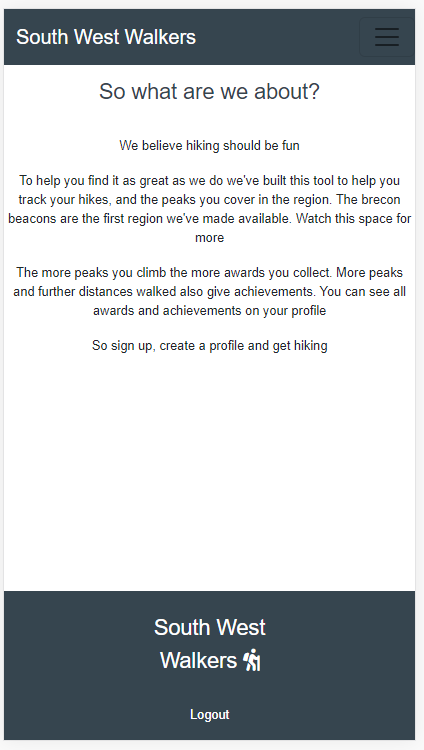 South West Walkers
So what are we about?
We believe hiking should be fun
To help you find it as great as we do we've built this tool to help you
track your hikes, and the peaks you cover in the region. The brecon
beacons are the first region we've made available. Watch this space for
more
The more peaks you climb the more awards you collect. More peaks
and further distances walked also give achievements. You can see all
awards and achievements on your profile
So sign up, create a profile and get hiking
South West
Walkers
Logout